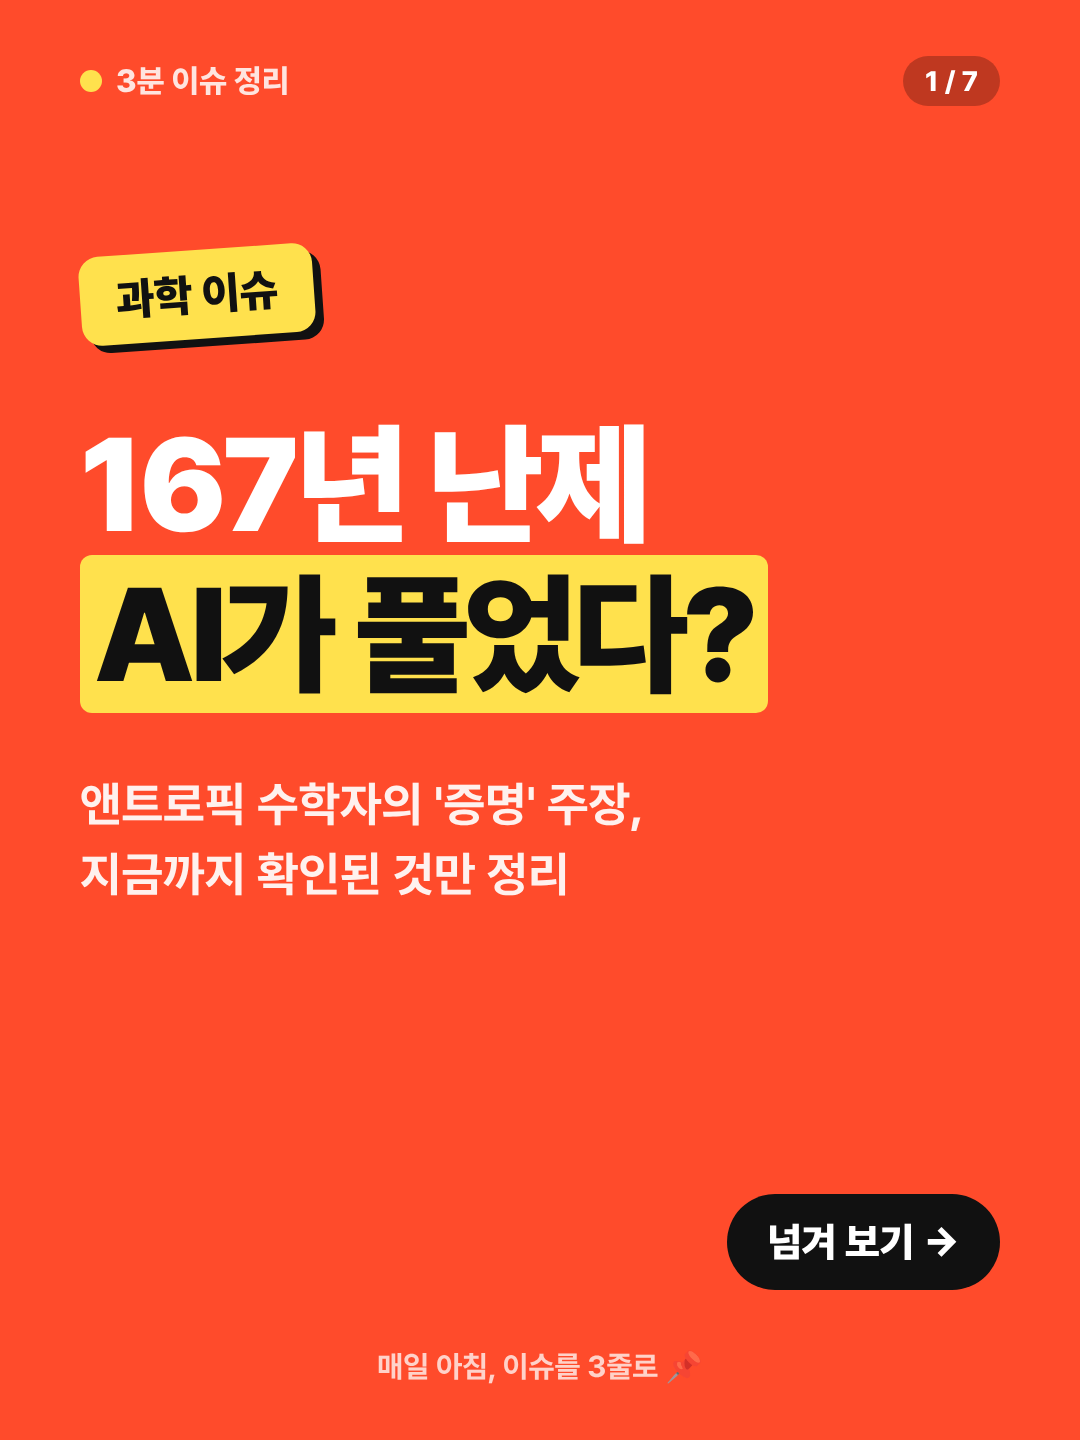 3분 이슈 정리
1 / 7
과학 이슈
167년 난제
AI가 풀었다?
앤트로픽 수학자의 '증명' 주장,
지금까지 확인된 것만 정리
넘겨 보기 →
매일 아침, 이슈를 3줄로 📌